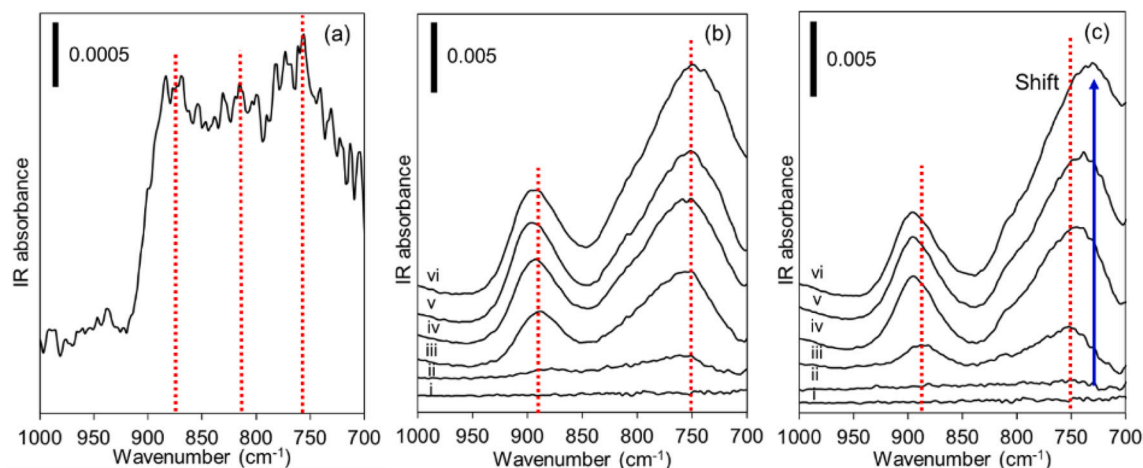 (a)
0.0005
IR absorbance
1000 950 900 850 800 750 700
Wavenumber (cm-1)
(b)
0.005
IR absorbance
vi
v
iv
iii
ii
i
1000 950 900 850 800 750 700
Wavenumber (cm-1)
(c)
0.005
Shift
IR absorbance
vi
v
iv
iii
ii
i
1000 950 900 850 800 750 700
Wavenumber (cm-1)